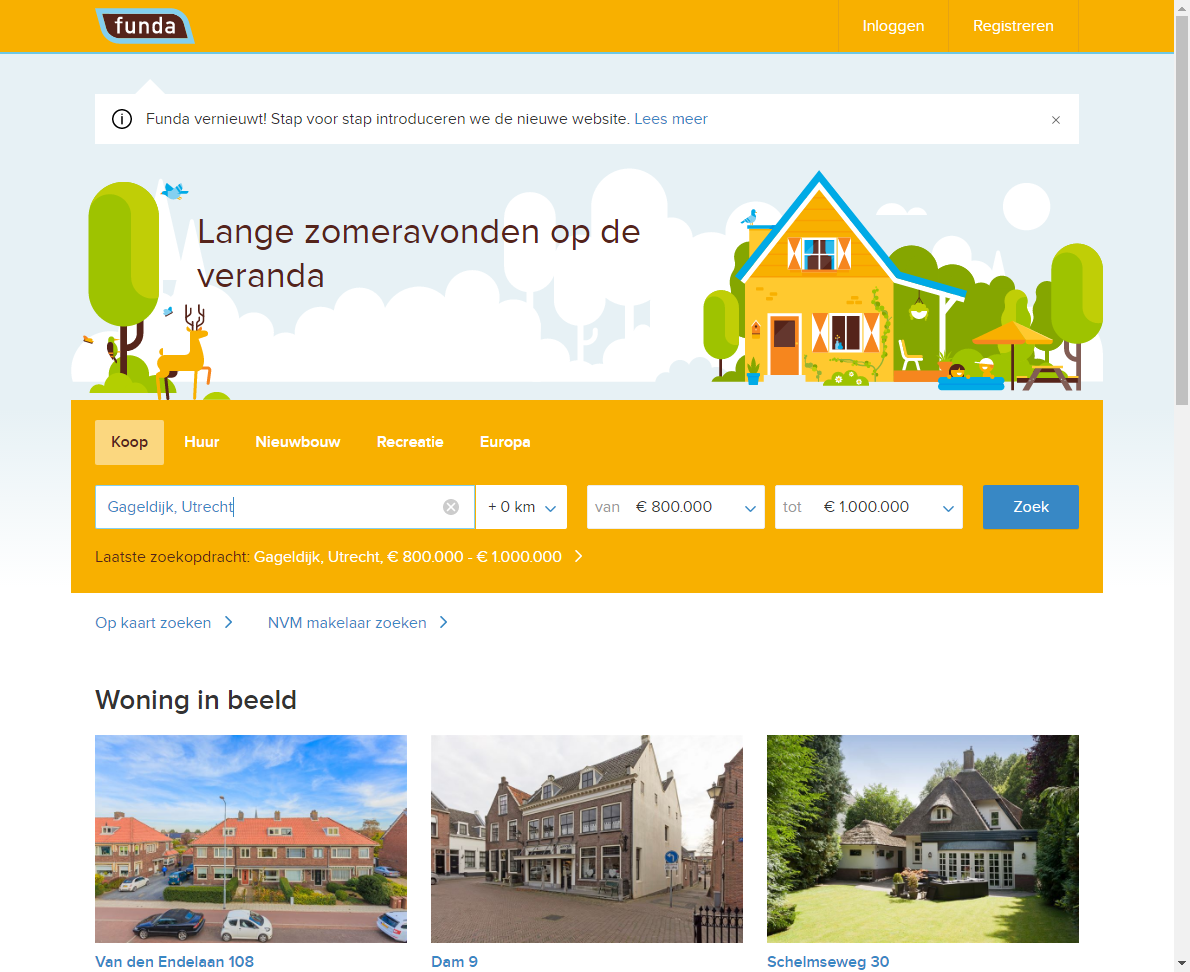 funda
Inloggen
Registreren
Funda vernieuwt! Stap voor stap introduceren we de nieuwe website. Lees meer
Lange zomeravonden op de
veranda
Koop
Huur
Nieuwbouw
Recreatie
Europa
Gageldijk, Utrecht
+ 0 km
van € 800.000
tot € 1.000.000
Zoek
Laatste zoekopdracht: Gageldijk, Utrecht, € 800.000 - € 1.000.000
Op kaart zoeken
NVM makelaar zoeken
Woning in beeld
Van den Endelaan 108
Dam 9
Schelmseweg 30